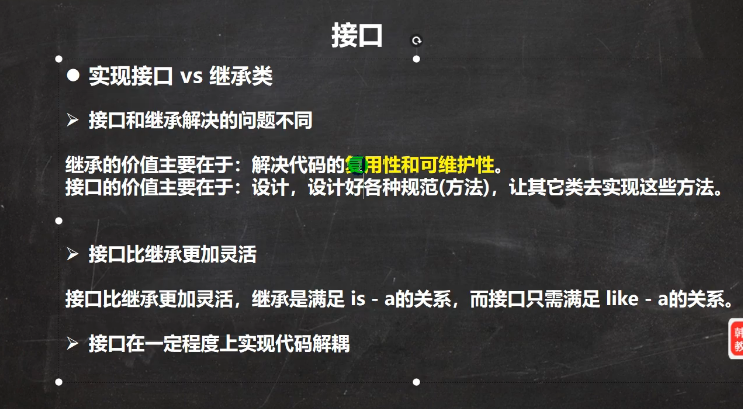 接口
● 实现接口 vs 继承类
➢ 接口和继承解决的问题不同
继承的价值主要在于：解决代码的复用性和可维护性。
接口的价值主要在于：设计，设计好各种规范(方法)，让其它类去实现这些方法。
➢ 接口比继承更加灵活
接口比继承更加灵活，继承是满足 is - a的关系，而接口只需满足 like - a的关系。
➢ 接口在一定程度上实现代码解耦
韩
教